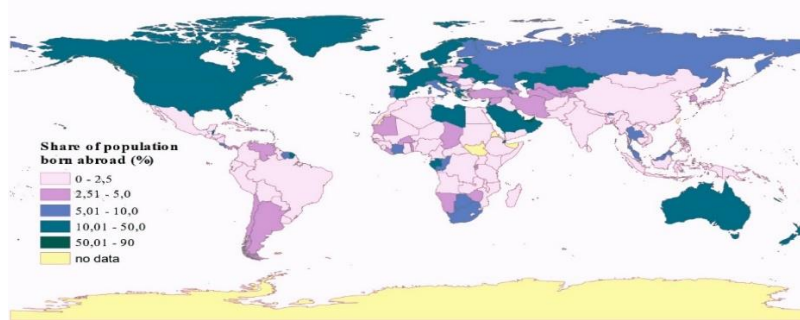 Share of population
born abroad (%)
0 - 2,5
2,51 - 5,0
5,01 - 10,0
10,01 - 50,0
50,01 - 90
no data